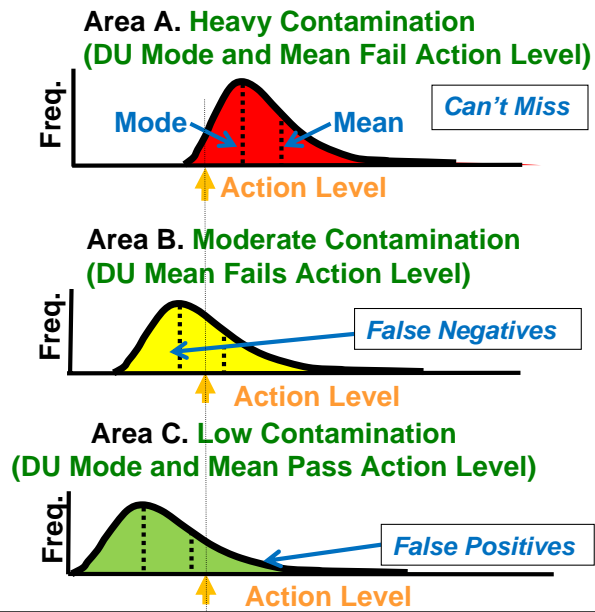 Area A. Heavy Contamination
(DU Mode and Mean Fail Action Level)
Freq.
Mode
Mean
Can't Miss
Action Level
Area B. Moderate Contamination
(DU Mean Fails Action Level)
Freq.
False Negatives
Action Level
Area C. Low Contamination
(DU Mode and Mean Pass Action Level)
Freq.
False Positives
Action Level